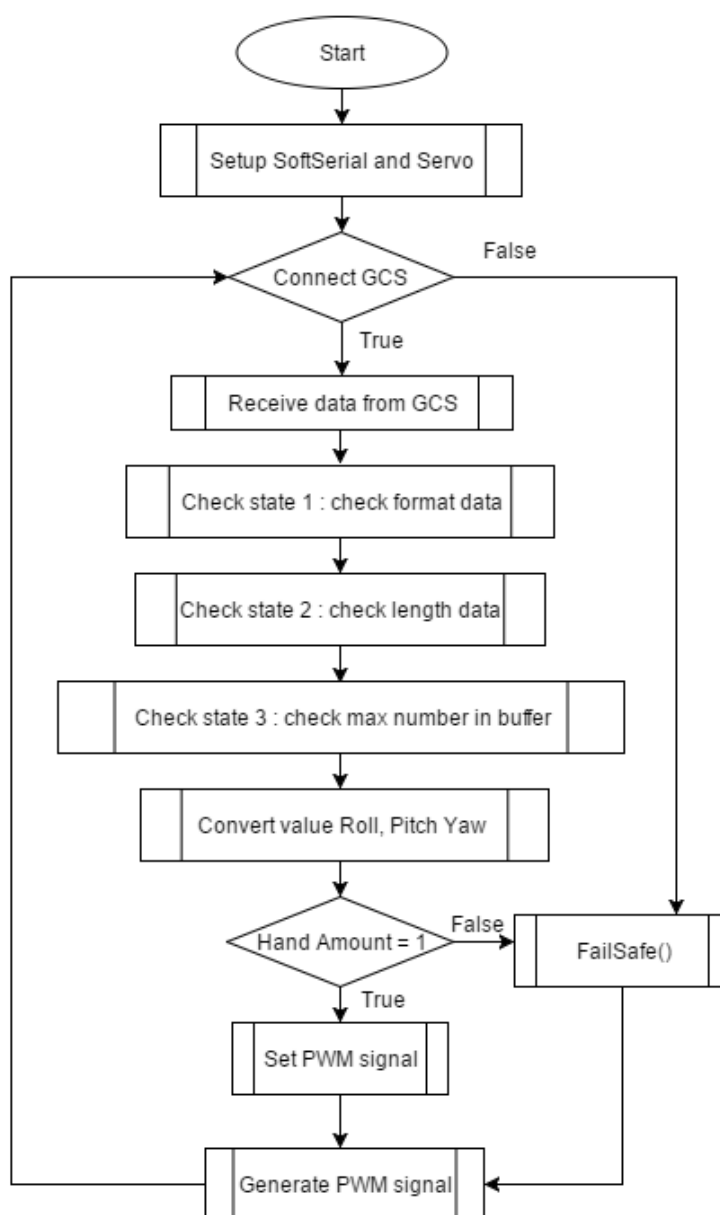 Start
Setup SoftSerial and Servo
False
Connect GCS
True
Receive data from GCS
Check state 1 : check format data
Check state 2 : check length data
Check state 3 : check max number in buffer
Convert value Roll, Pitch Yaw
False
Hand Amount = 1
FailSafe()
True
Set PWM signal
Generate PWM signal